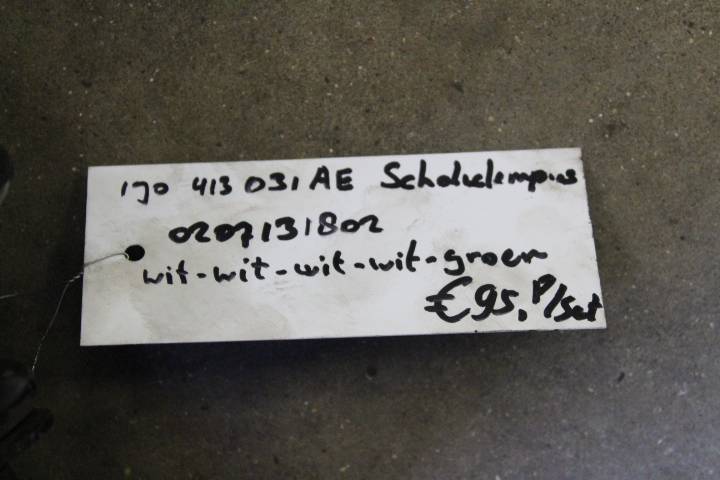 1J0 413 031 AE Schokdempers
0207131802
wit-wit-wit-wit-groen
€95,- P/Set